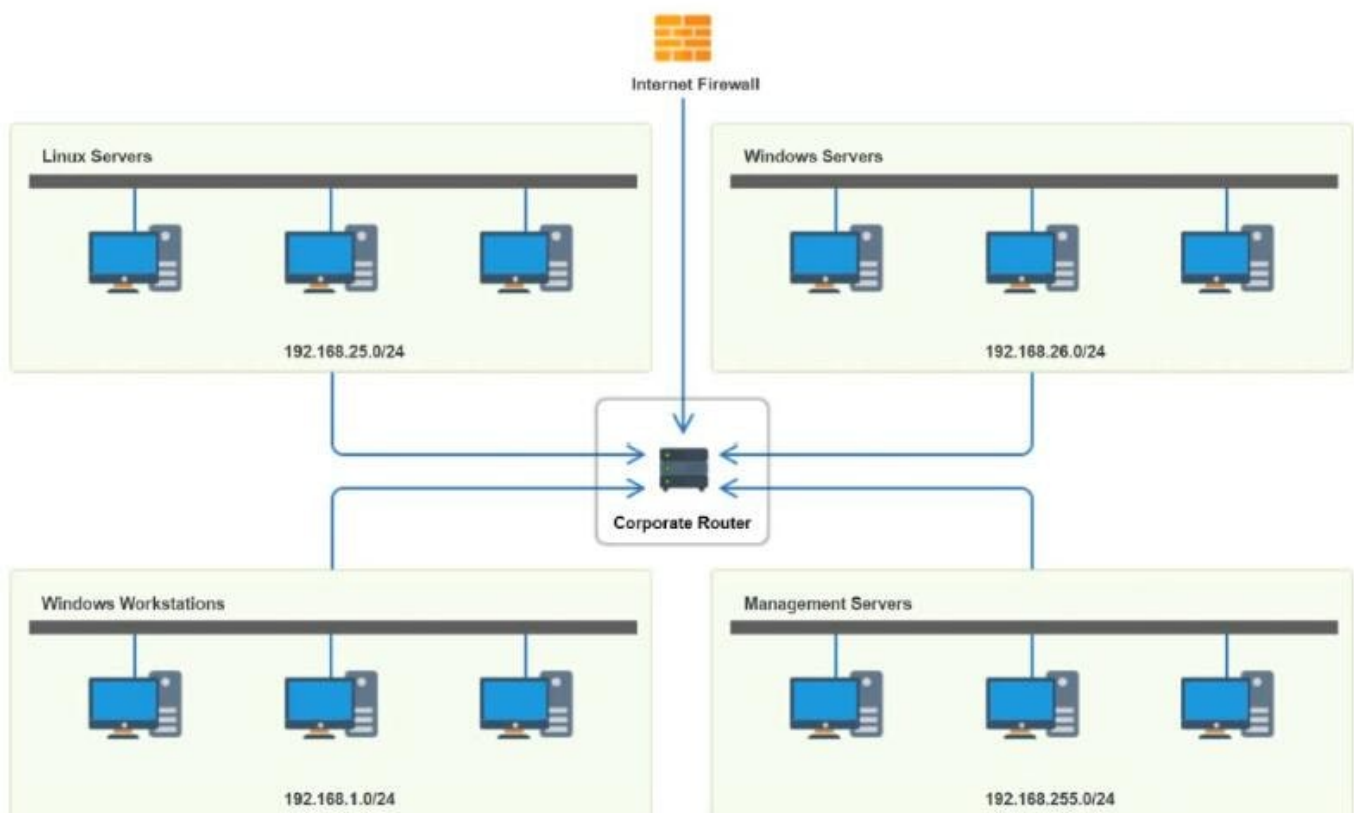 Internet Firewall
Linux Servers
Windows Servers
192.168.25.0/24
192.168.26.0/24
Corporate Router
Windows Workstations
Management Servers
192.168.1.0/24
192.168.255.0/24